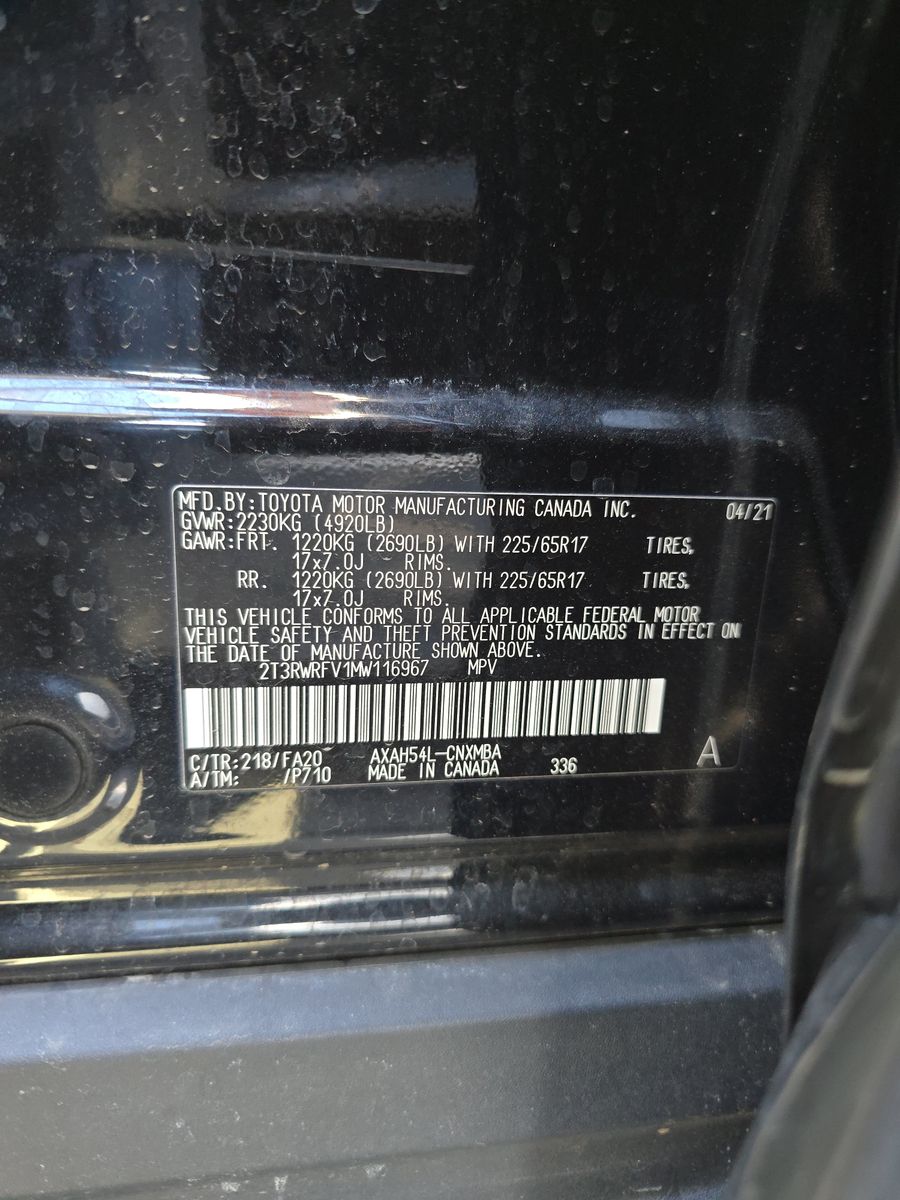 MFD.BY:TOYOTA MOTOR MANUFACTURING CANADA INC. 04/21
GVWR:2230KG (4920LB)
GAWR:FRT. 1220KG (2690LB) WITH 225/65R17 TIRES,
17x7.0J RIMS.
RR. 1220KG (2690LB) WITH 225/65R17 TIRES,
17x7.0J RIMS.
THIS VEHICLE CONFORMS TO ALL APPLICABLE FEDERAL MOTOR
VEHICLE SAFETY AND THEFT PREVENTION STANDARDS IN EFFECT ON
THE DATE OF MANUFACTURE SHOWN ABOVE.
2T3RWRFV1MW116967 MPV
C/TR:218/FA20 AXAH54L-CNXMBA A
A/TM: /P710 MADE IN CANADA 336